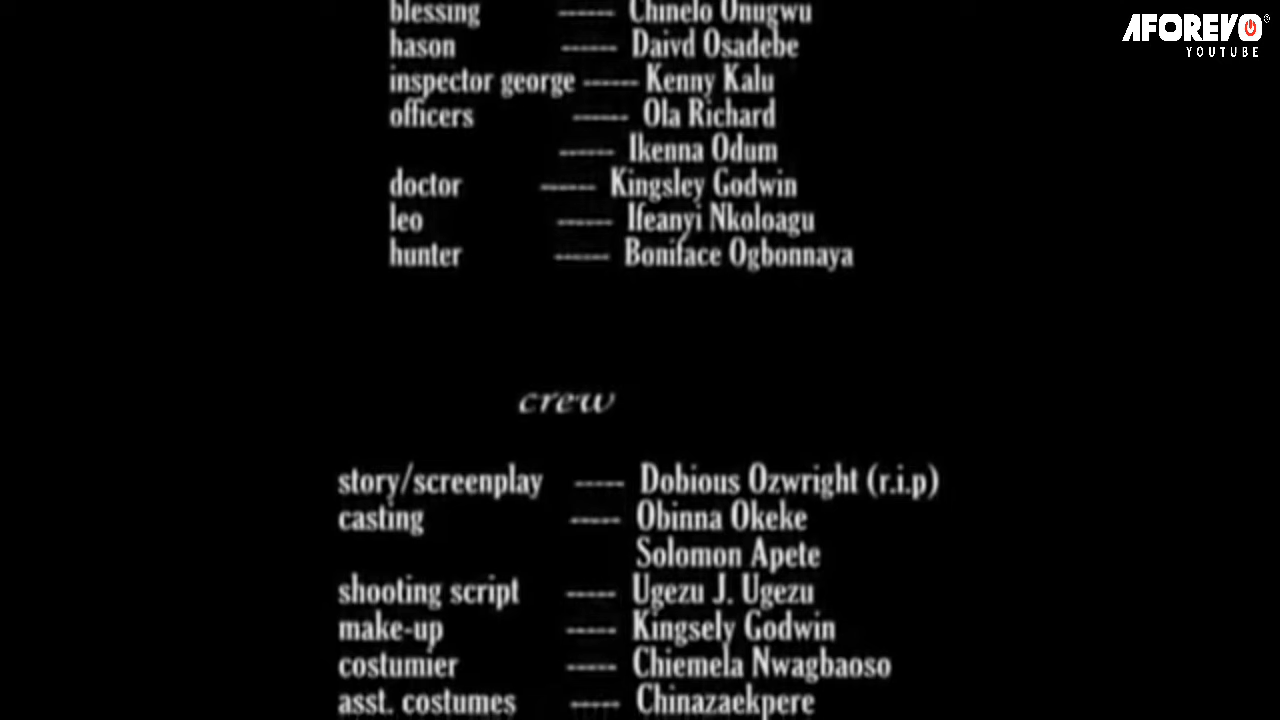 AFOREVO®
YOUTUBE
blessing ------ Chinelo Onugwu
hason ------ Daivd Osadebe
inspector george ------ Kenny Kalu
officers ------ Ola Richard
------ Ikenna Odum
doctor ------ Kingsley Godwin
leo ------ Ifeanyi Nkoloagu
hunter ------ Boniface Ogbonnaya
crew
story/screenplay ----- Dobious Ozwright (r.i.p)
casting ----- Obinna Okeke
Solomon Apete
shooting script ----- Ugezu J. Ugezu
make-up ----- Kingsely Godwin
costumier ----- Chiemela Nwagbaoso
asst. costumes ----- Chinazaekpere